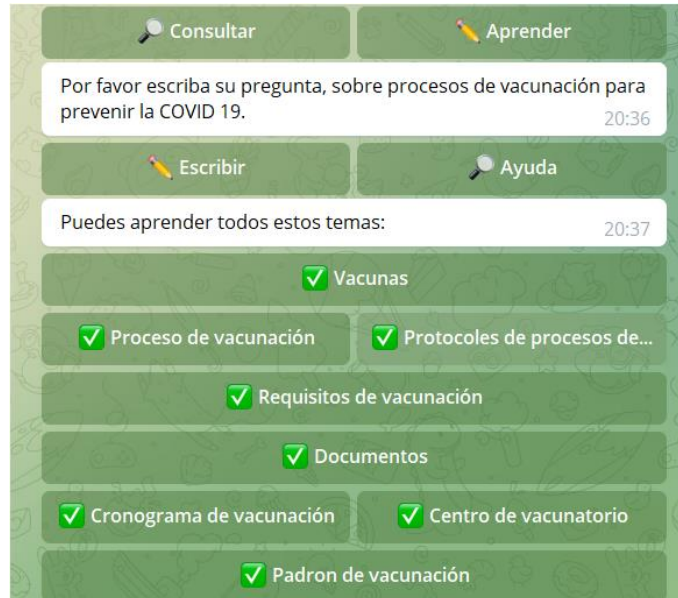 🔎 Consultar
✏️ Aprender
Por favor escriba su pregunta, sobre procesos de vacunación para
prevenir la COVID 19.
20:36
✏️ Escribir
🔎 Ayuda
Puedes aprender todos estos temas:
20:37
✅ Vacunas
✅ Proceso de vacunación
✅ Protocoles de procesos de...
✅ Requisitos de vacunación
✅ Documentos
✅ Cronograma de vacunación
✅ Centro de vacunatorio
✅ Padron de vacunación